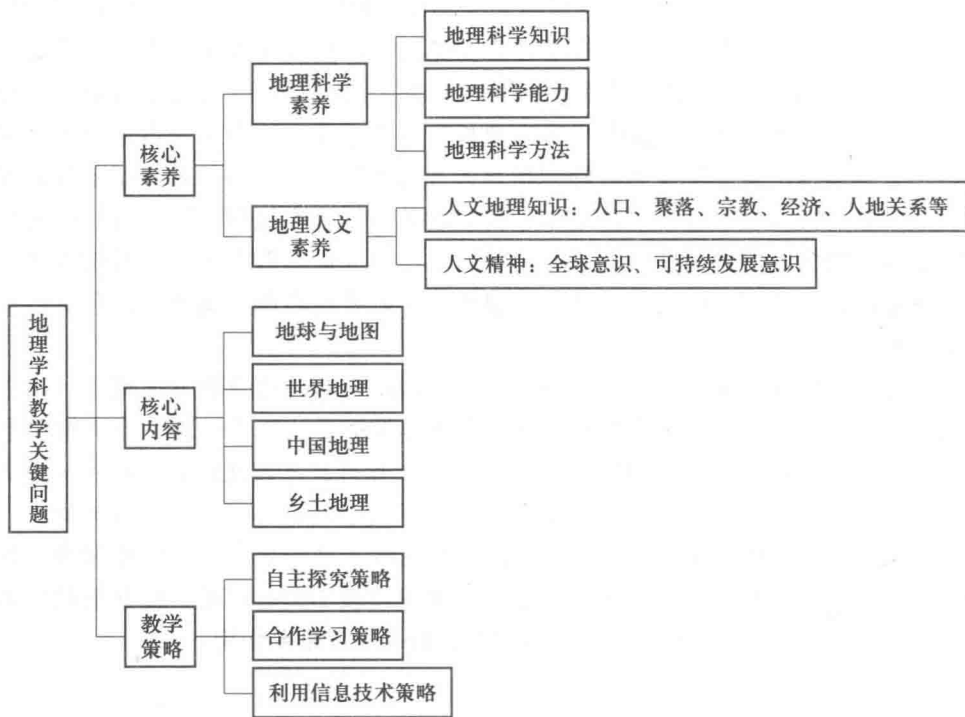 地理学科教学关键问题
核心
素养
地理科学
素养
地理科学知识
地理科学能力
地理科学方法
地理人文
素养
人文地理知识：人口、聚落、宗教、经济、人地关系等
人文精神：全球意识、可持续发展意识
核心
内容
地球与地图
世界地理
中国地理
乡土地理
教学
策略
自主探究策略
合作学习策略
利用信息技术策略